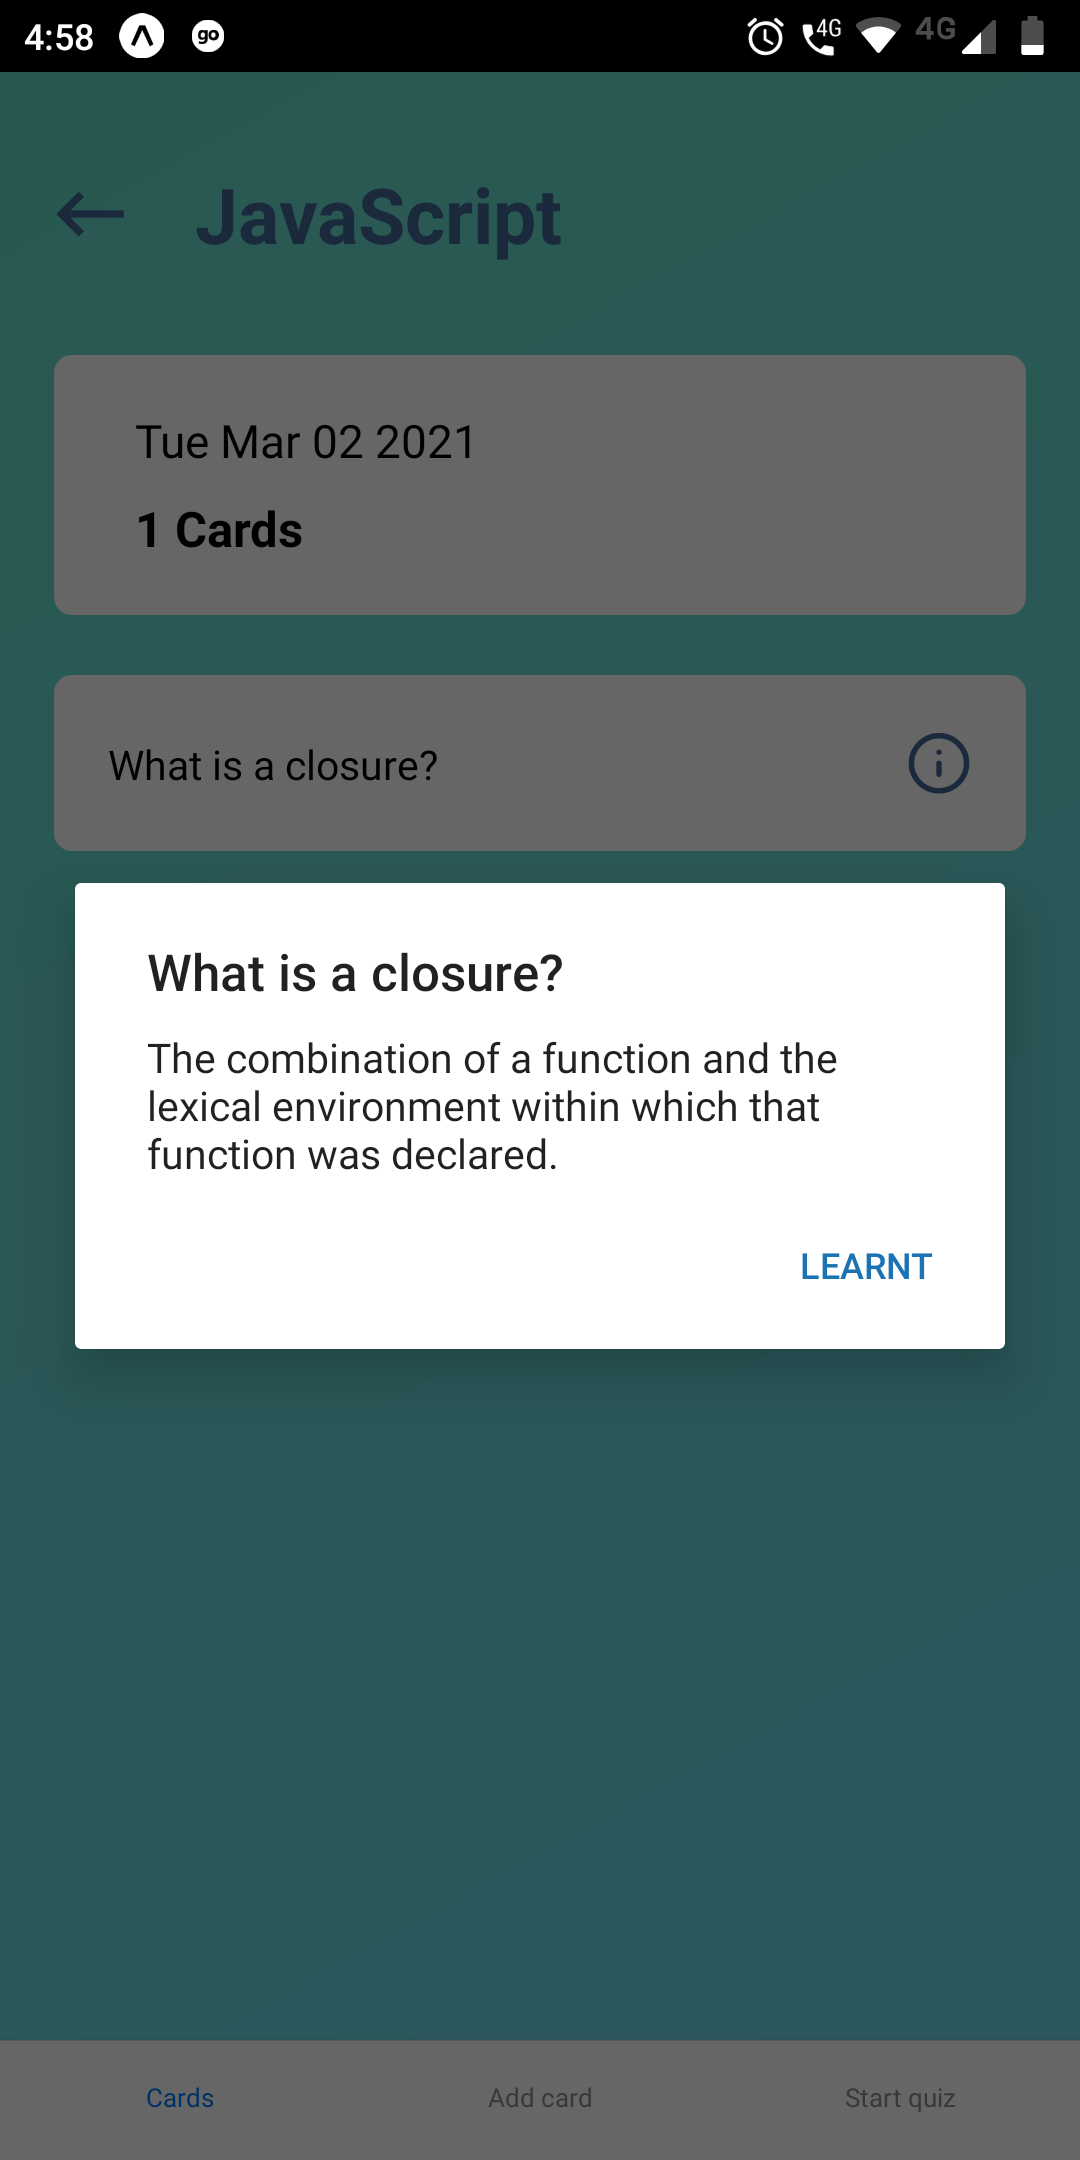 4:58 go 4G 4G
JavaScript
Tue Mar 02 2021
1 Cards
What is a closure?
What is a closure?
The combination of a function and the
lexical environment within which that
function was declared.
LEARNT
Cards Add card Start quiz